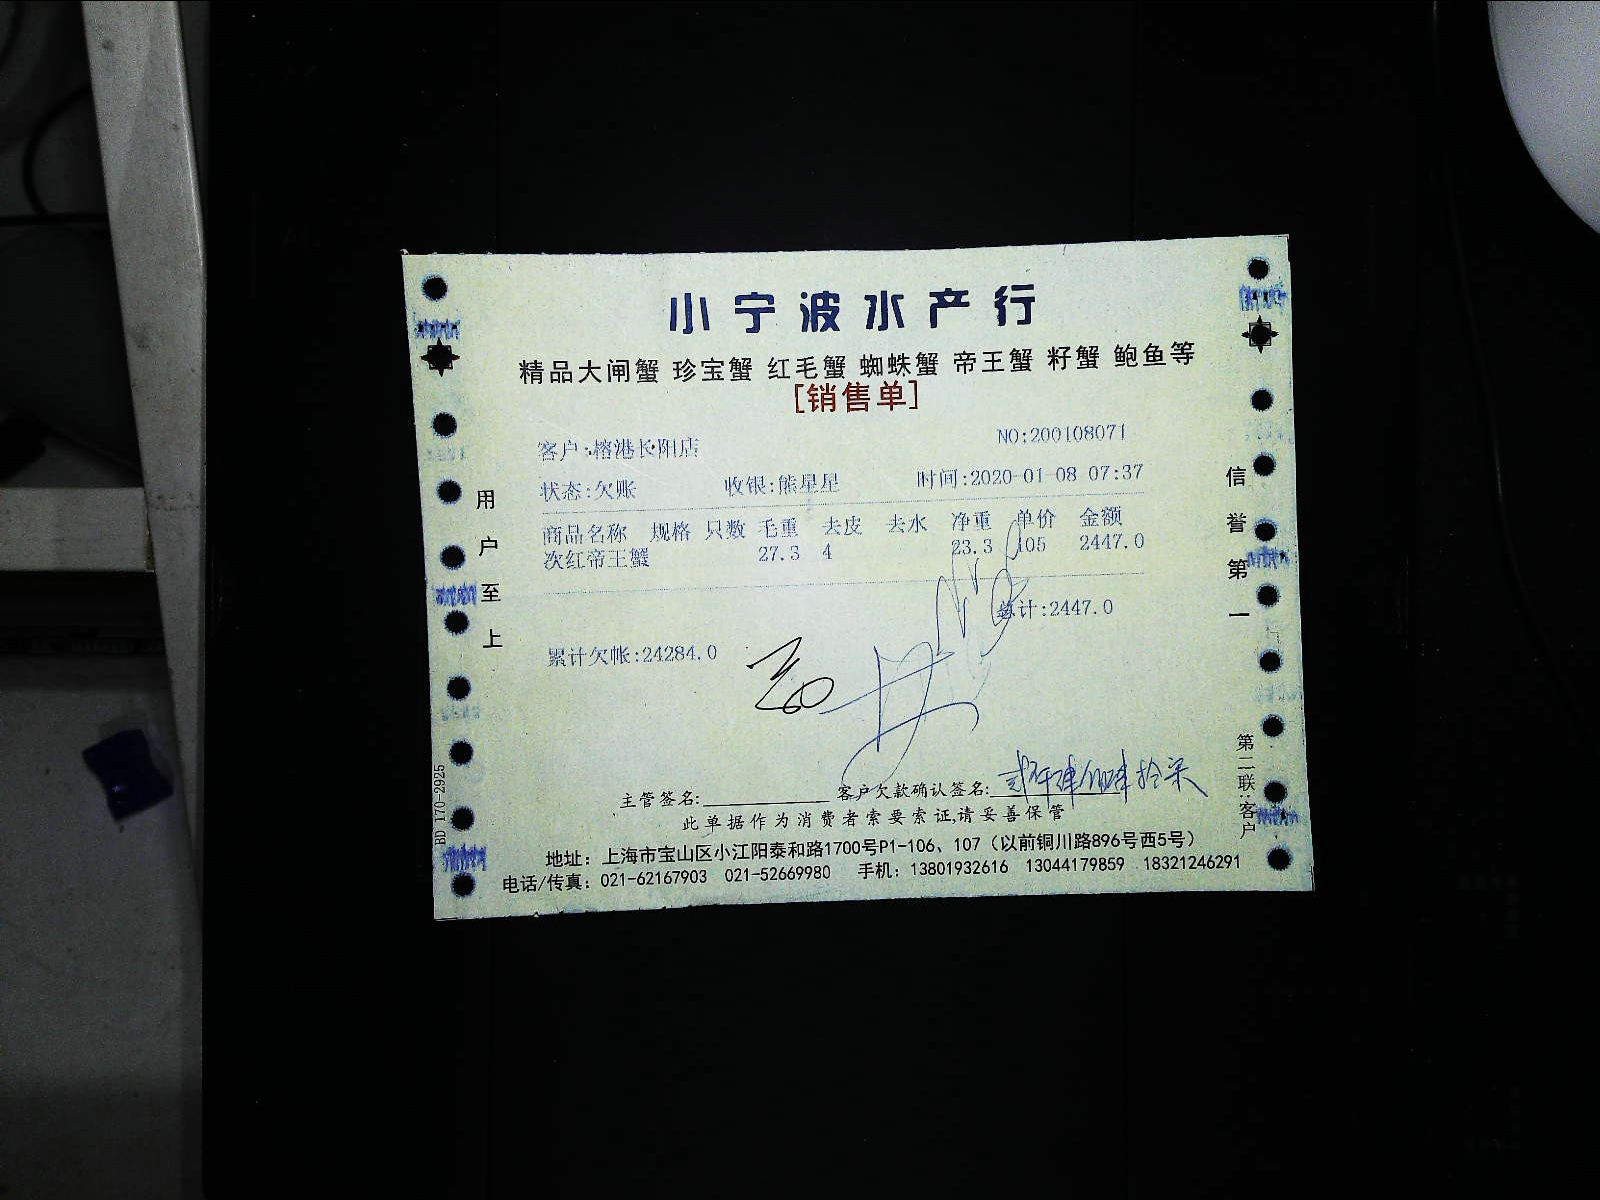 小宁波水产行
精品大闸蟹 珍宝蟹 红毛蟹 蜘蛛蟹 帝王蟹 籽蟹 鲍鱼等
[销售单]
客户:榕港长阳店 NO:200108071
状态:欠账 收银:熊星星 时间:2020-01-08 07:37
商品名称 规格 只数 毛重 去皮 去水 净重 单价 金额
次红帝王蟹 27.3 4 23.3 105 2447.0
总计:2447.0
累计欠帐:24284.0
主管签名: 客户欠款确认签名:贰仟肆佰肆拾柒
此单据作为消费者索要索证,请妥善保管
地址：上海市宝山区小江阳泰和路1700号P1-106、107（以前铜川路896号西5号）
电话/传真：021-62167903 021-52669980 手机：13801932616 13044179859 18321246291
用户至上
信誉第一
第二联:客户
BD 170-2925